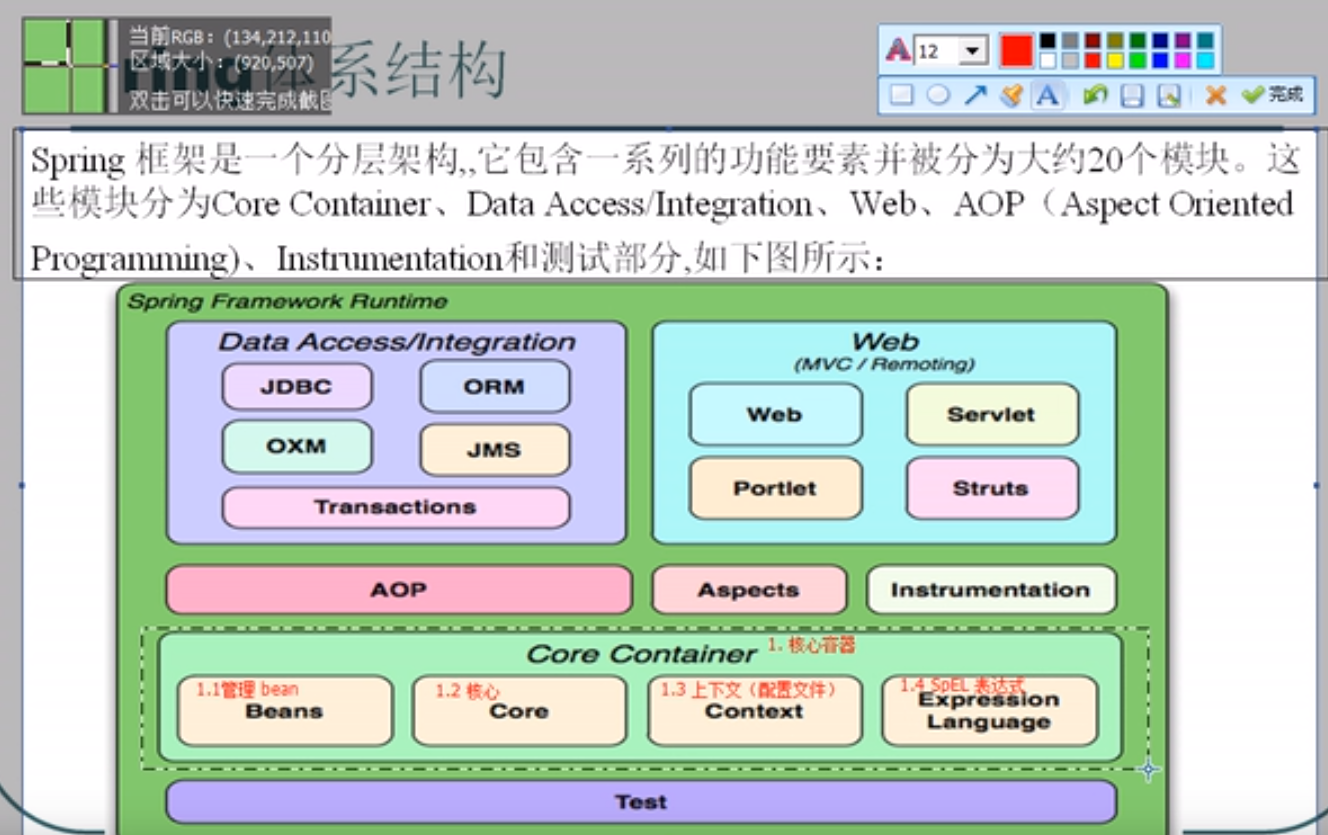 当前RGB：(134,212,110
区域大小：(920,507)
双击可以快速完成截图
ring 体系结构
12
完成
Spring 框架是一个分层架构,,它包含一系列的功能要素并被分为大约20个模块。这
些模块分为Core Container、Data Access/Integration、Web、AOP（Aspect Oriented
Programming)、Instrumentation和测试部分,如下图所示：
Spring Framework Runtime
Data Access/Integration
JDBC
ORM
OXM
JMS
Transactions
Web
(MVC / Remoting)
Web
Servlet
Portlet
Struts
AOP
Aspects
Instrumentation
Core Container
1. 核心容器
1.1管理 bean
Beans
1.2 核心
Core
1.3 上下文（配置文件）
Context
1.4 SpEL 表达式
Expression
Language
Test